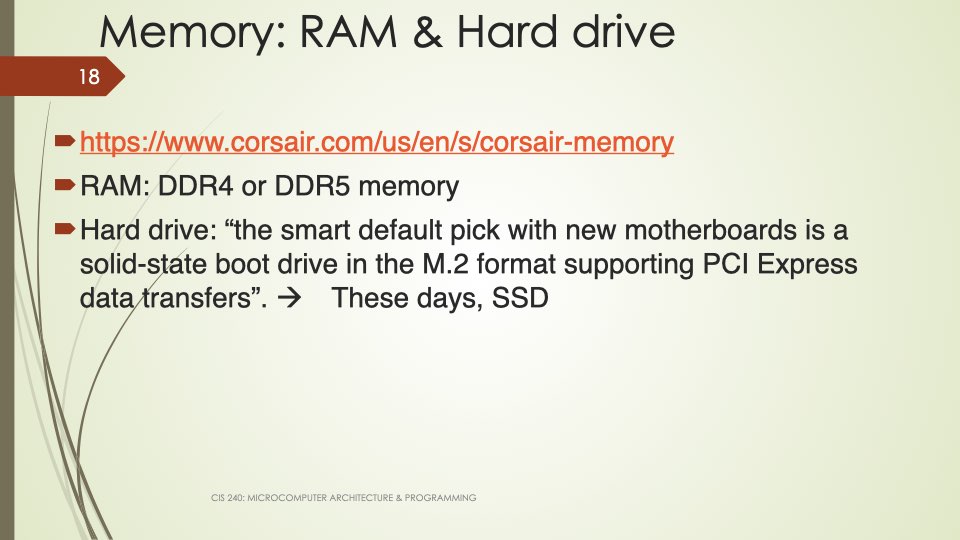 Memory: RAM & Hard drive
18
https://www.corsair.com/us/en/s/corsair-memory
RAM: DDR4 or DDR5 memory
Hard drive: “the smart default pick with new motherboards is a
solid-state boot drive in the M.2 format supporting PCI Express
data transfers”. → These days, SSD
CIS 240: MICROCOMPUTER ARCHITECTURE & PROGRAMMING